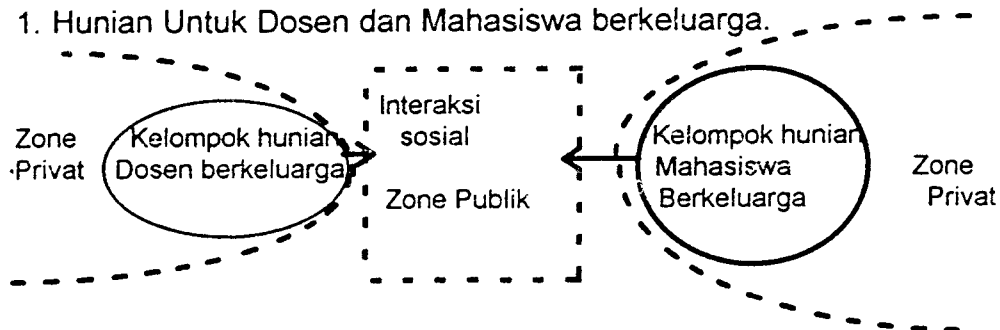 1. Hunian Untuk Dosen dan Mahasiswa berkeluarga.
Zone
Privat
Kelompok hunian
Dosen berkeluarga
Interaksi
sosial
Zone Publik
Kelompok hunian
Mahasiswa
Berkeluarga
Zone
Privat